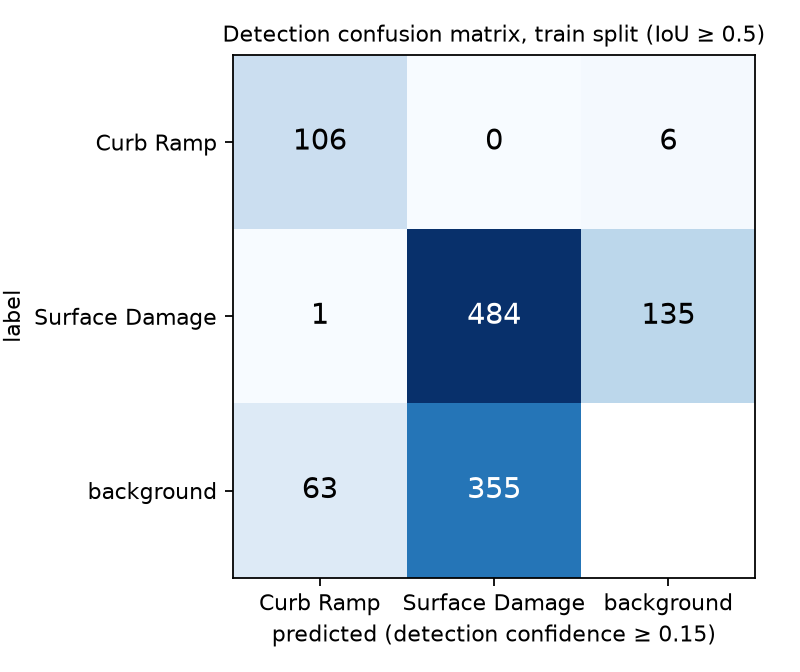 Detection confusion matrix, train split (IoU ≥ 0.5)
Curb Ramp 106 0 6
label
Surface Damage 1 484 135
background 63 355
Curb Ramp Surface Damage background
predicted (detection confidence ≥ 0.15)